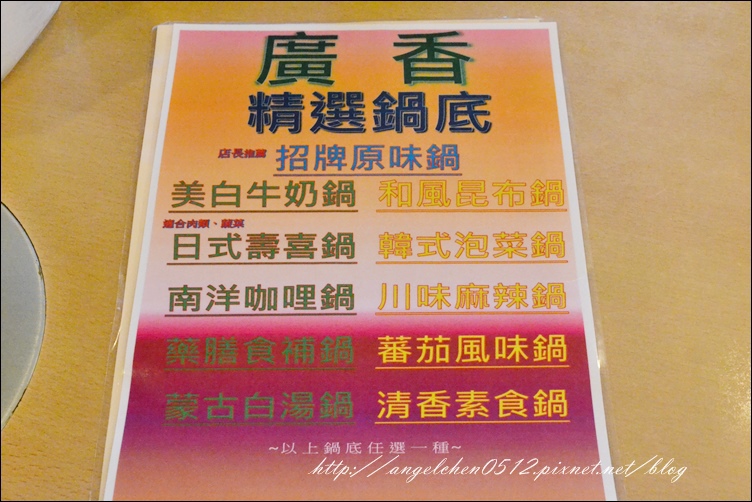 廣香
精選鍋底
店長推薦 招牌原味鍋
美白牛奶鍋 和風昆布鍋
適合肉類、蔬菜
日式壽喜鍋 韓式泡菜鍋
南洋咖哩鍋 川味麻辣鍋
藥膳食補鍋 蕃茄風味鍋
蒙古白湯鍋 清香素食鍋
~以上鍋底任選一種~
http://angelchen0512.pixnet.net/blog